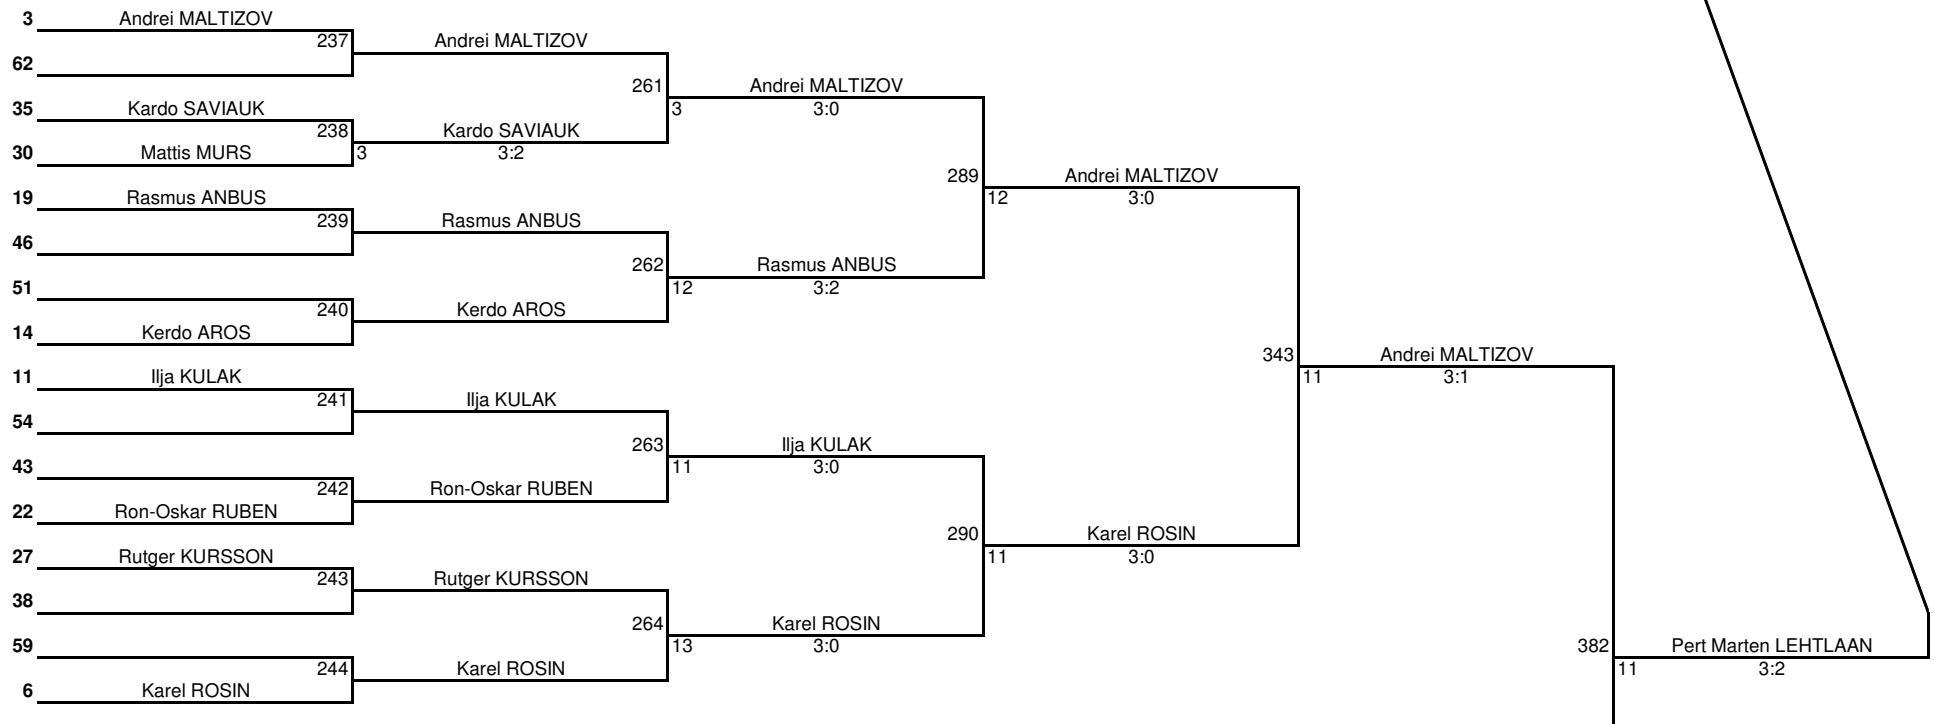 3 Andrei MALTIZOV
237 Andrei MALTIZOV
62
261 Andrei MALTIZOV
35 Kardo SAVIAUK
3 3:0
238 Kardo SAVIAUK
30 Mattis MURS 3 3:2
289 Andrei MALTIZOV
19 Rasmus ANBUS
12 3:0
239 Rasmus ANBUS
46
262 Rasmus ANBUS
51
12 3:2
240 Kerdo AROS
14 Kerdo AROS
343 Andrei MALTIZOV
11 Ilja KULAK
11 3:1
241 Ilja KULAK
54
263 Ilja KULAK
43
11 3:0
242 Ron-Oskar RUBEN
22 Ron-Oskar RUBEN
290 Karel ROSIN
27 Rutger KURSSON
11 3:0
243 Rutger KURSSON
38
264 Karel ROSIN
59
13 3:0
382 Pert Marten LEHTLAAN
244 Karel ROSIN
11 3:2
6 Karel ROSIN